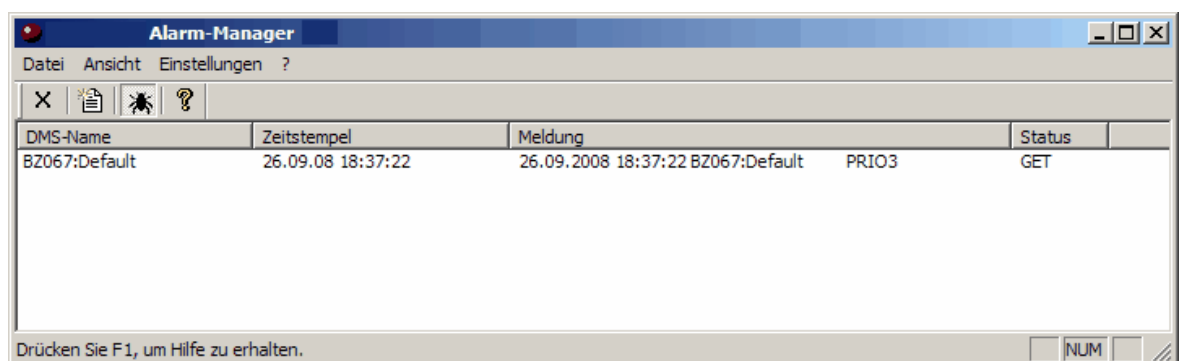 Alarm-Manager
Datei Ansicht Einstellungen ?
DMS-Name Zeitstempel Meldung Status
BZ067:Default 26.09.08 18:37:22 26.09.2008 18:37:22 BZ067:Default PRIO3 GET
Drücken Sie F1, um Hilfe zu erhalten. NUM